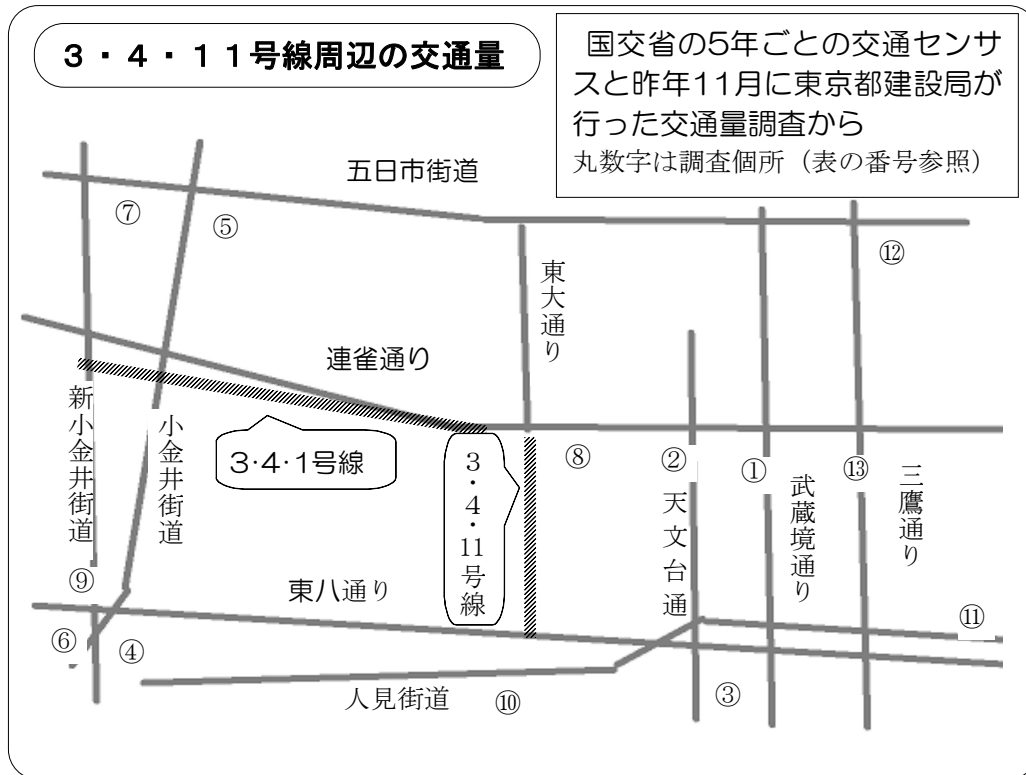 3・4・11号線周辺の交通量
国交省の5年ごとの交通センサ
スと昨年11月に東京都建設局が
行った交通量調査から
丸数字は調査個所（表の番号参照）
五日市街道
⑦
⑤
⑫
東大通り
連雀通り
新小金井街道
小金井街道
3・4・1号線
3・4・11号線
⑧
②
①
⑬
天文台通
武蔵境通り
三鷹通り
⑨
東八通り
⑪
⑥
④
人見街道
⑩
③